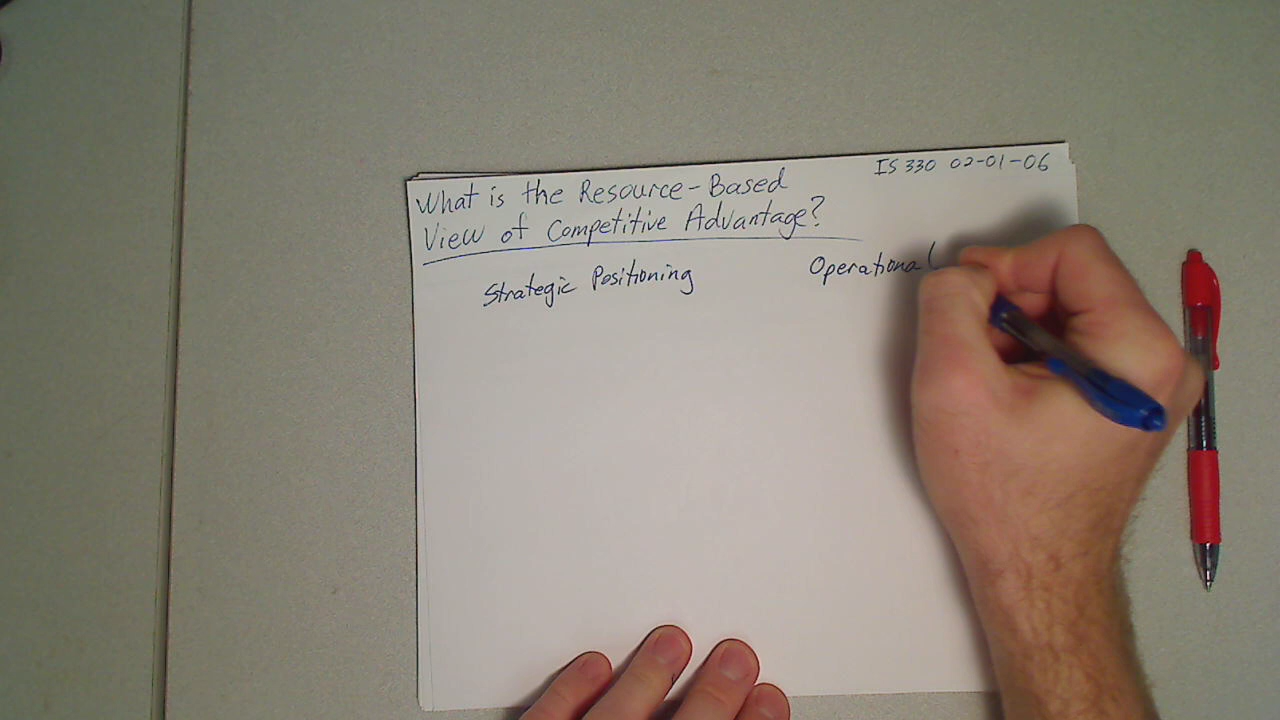 IS 330 02-01-06
What is the Resource-Based
View of Competitive Advantage?
Strategic Positioning
Operational